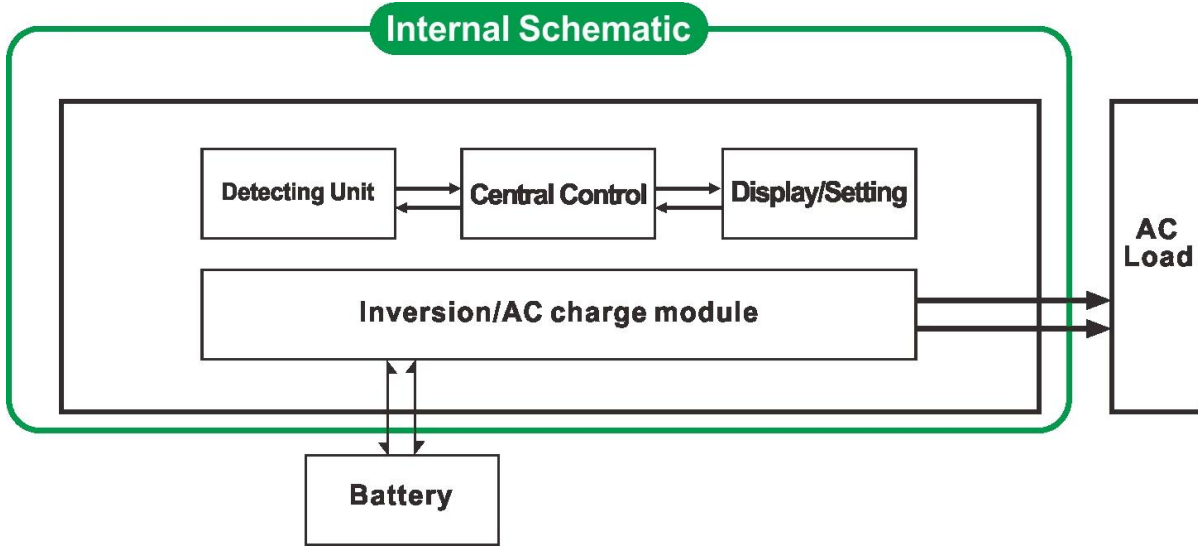 Internal Schematic
Detecting Unit
Central Control
Display/Setting
AC
Load
Inversion/AC charge module
Battery